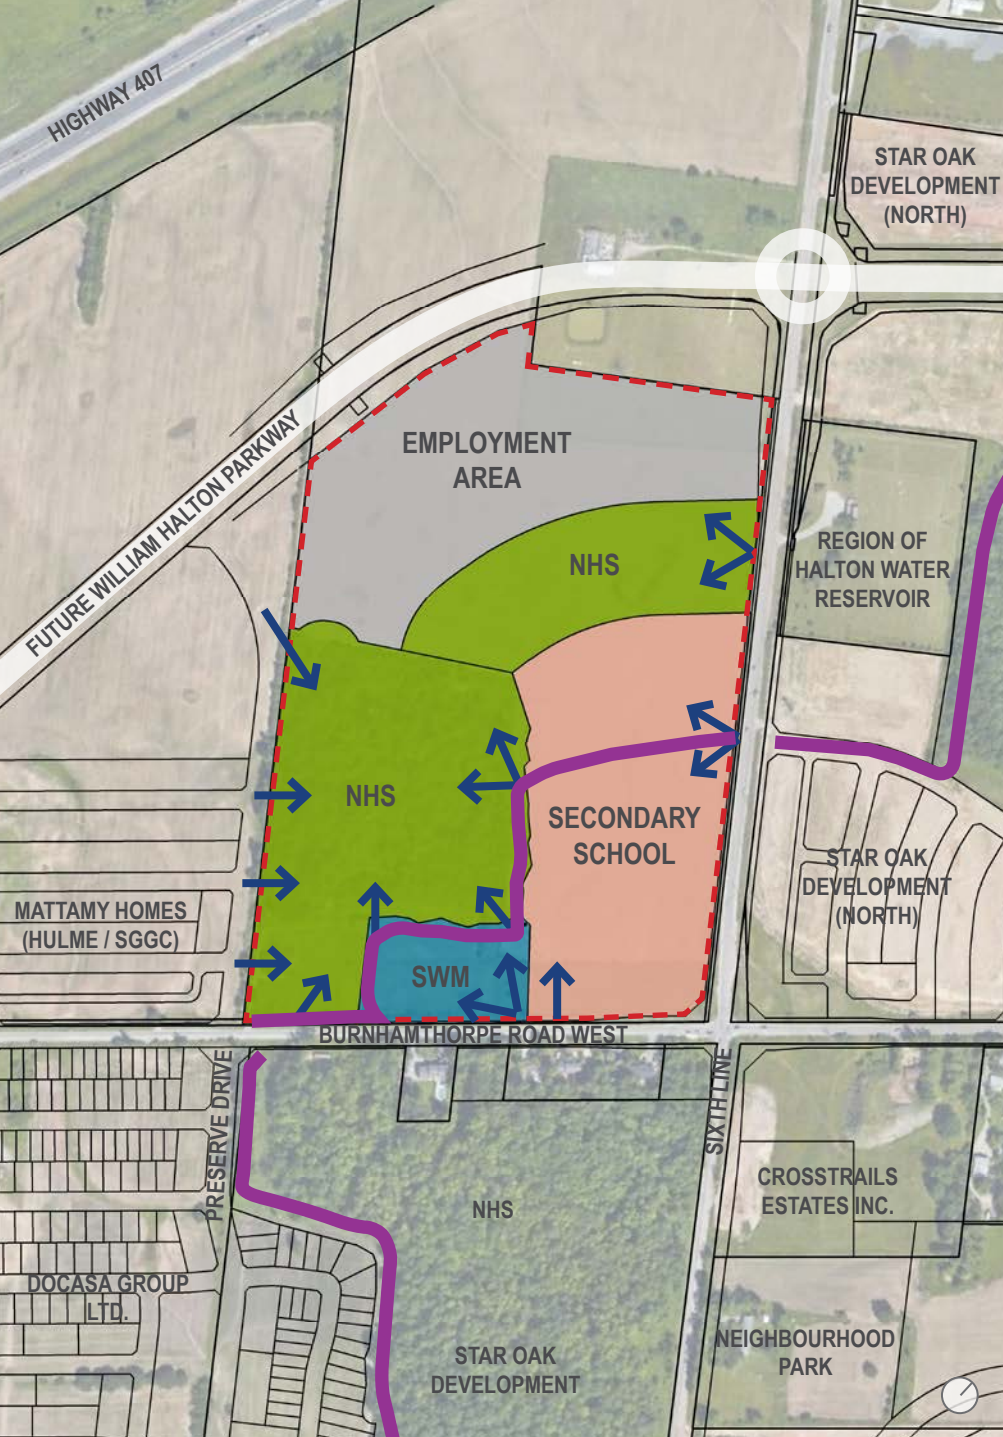 HIGHWAY 407
STAR OAK
DEVELOPMENT
(NORTH)
FUTURE WILLIAM HALTON PARKWAY
EMPLOYMENT
AREA
NHS
REGION OF
HALTON WATER
RESERVOIR
NHS
SECONDARY
SCHOOL
STAR OAK
DEVELOPMENT
(NORTH)
MATTAMY HOMES
(HULME / SGGC)
SWM
BURNHAMTHORPE ROAD WEST
PRESERVE DRIVE
SIXTH LINE
NHS
CROSSTRAILS
ESTATES INC.
DOCASA GROUP
LTD.
STAR OAK
DEVELOPMENT
NEIGHBOURHOOD
PARK